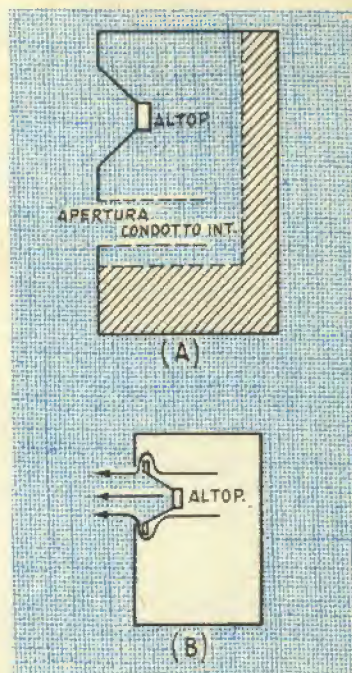 ALTOP.
APERTURA
CONDOTTO INT.
(A)
ALTOP.
(B)